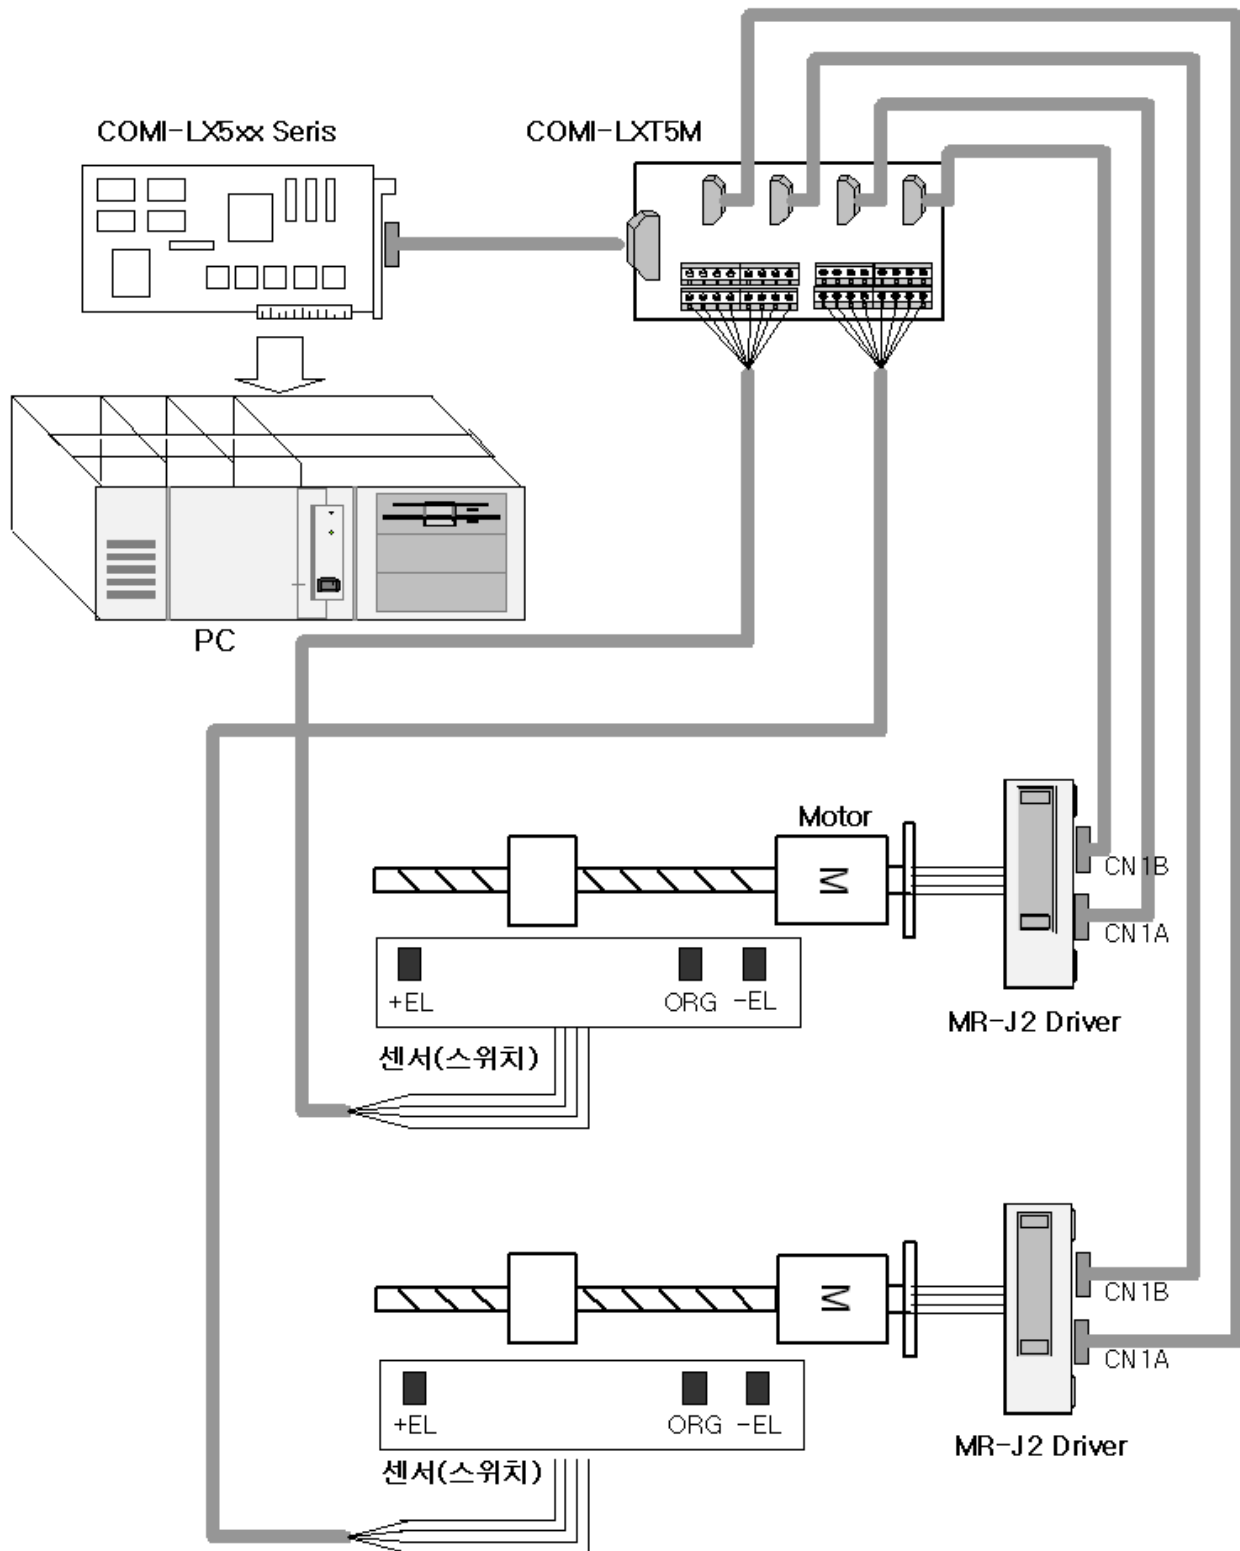 COMI-LX5xx Seris
COMI-LXT5M
PC
Motor
M
CN1B
CN1A
+EL
ORG
-EL
MR-J2 Driver
센서(스위치)
M
CN1B
CN1A
+EL
ORG
-EL
MR-J2 Driver
센서(스위치)